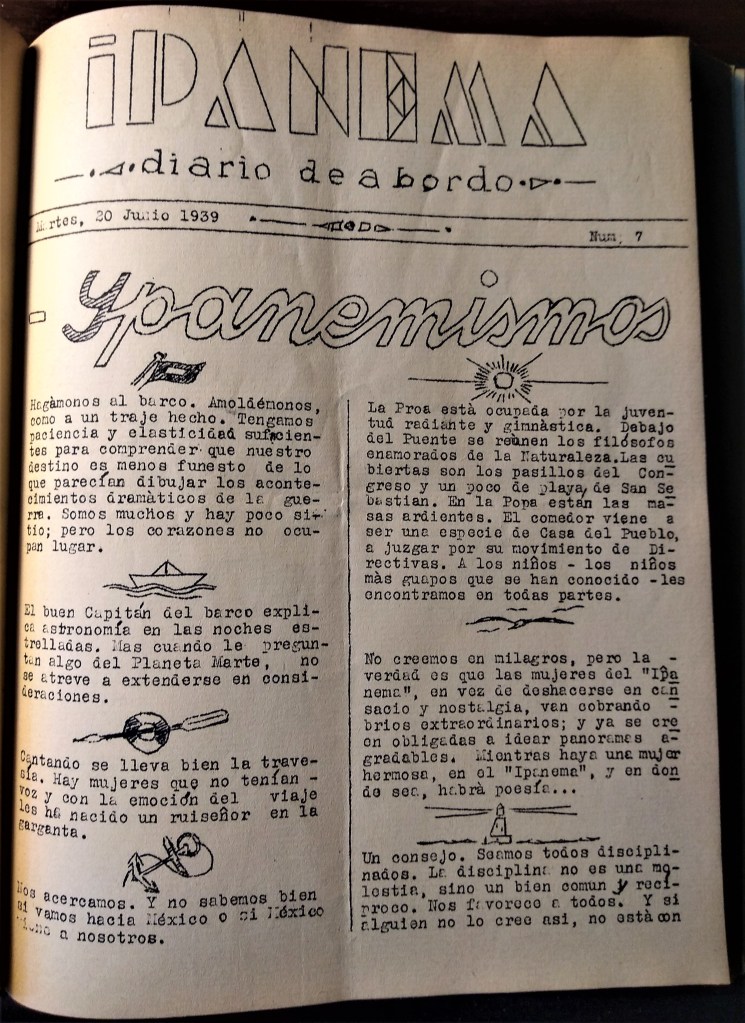 iPANEMA
diario de a bordo
Martes, 20 Junio 1939
Num. 7
Ypanemismos
Hagàmonos al barco. Amoldémonos,
como a un traje hecho. Tengamos
paciencia y elasticidad suficien-
tes para comprender que nuestro
destino es menos funesto de lo
que parecían dibujar los aconte-
cimientos dramàticos de la gue-
rra. Somos muchos y hay poco si-
tio; pero los corazones no ocu-
pan lugar.
El buen Capitán del barco expli-
ca astronomía en las noches es-
trelladas. Mas cuando le pregun-
tan algo del Planeta Marte, no
se atreve a extenderse en consi-
deraciones.
Cantando se lleva bien la trave-
sía. Hay mujeres que no tenían -
voz y con la emoción del viaje
les ha nacido un ruiseñor en la
garganta.
Nos acercamos. Y no sabemos bien
si vamos hacia México o si México
viene a nosotros.
La Proa està ocupada por la juven-
tud radiante y gimnàstica. Debajo
del Puente se reúnen los filósofos
enamorados de la Naturaleza.Las cu
biertas son los pasillos del Con-
greso y un poco de playa de San Se
bastian. En la Popa están las ma-
sas ardientes. El comedor viene a
ser una especie de Casa del Pueblo,
a juzgar por su movimiento de Di-
rectivas. A los niños - los niños
màs guapos que se han conocido -les
encontramos en todas partes.
No creemos en milagros, pero la -
verdad es que las mujeres del "Ipa
nema", en vez de deshacerse en can
sacio y nostalgia, van cobrando -
brios extraordinarios; y ya se cre
en obligadas a idear panoramas a-
gradables. Mientras haya una mujer
hermosa, en el "Ipanema", y en don
de sea, habrà poesía...
Un consejo. Seamos todos discipli-
nados. La disciplina no es una mo-
lestia, sino un bien comun y recí-
proco. Nos favorece a todos. Y si
alguien no lo cree asi, no està con